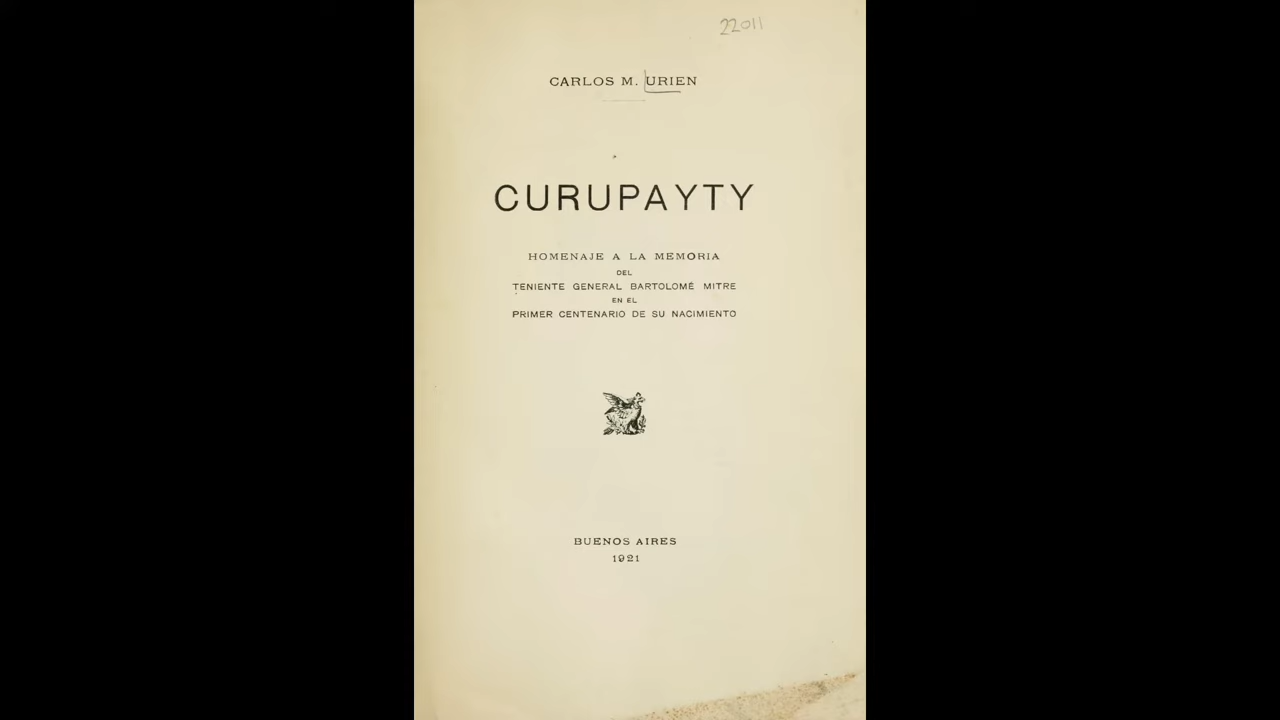 22011
CARLOS M. URIEN
CURUPAYTY
HOMENAJE A LA MEMORIA
DEL
TENIENTE GENERAL BARTOLOMÉ MITRE
EN EL
PRIMER CENTENARIO DE SU NACIMIENTO
BUENOS AIRES
1921